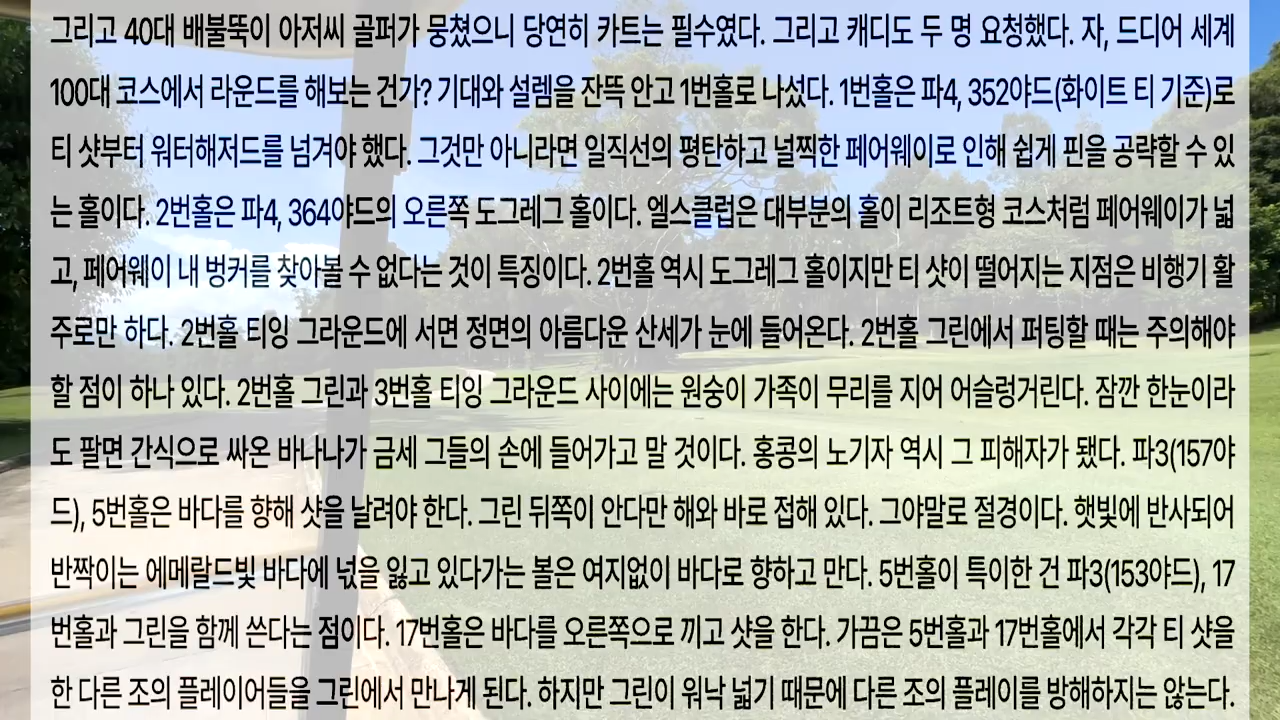 그리고 40대 배불뚝이 아저씨 골퍼가 뭉쳤으니 당연히 카트는 필수였다. 그리고 캐디도 두 명 요청했다. 자, 드디어 세계
100대 코스에서 라운드를 해보는 건가? 기대와 설렘을 잔뜩 안고 1번홀로 나섰다. 1번홀은 파4, 352야드(화이트 티 기준)로
티 샷부터 워터해저드를 넘겨야 했다. 그것만 아니라면 일직선의 평탄하고 널찍한 페어웨이로 인해 쉽게 핀을 공략할 수 있
는 홀이다. 2번홀은 파4, 364야드의 오른쪽 도그레그 홀이다. 엘스클럽은 대부분의 홀이 리조트형 코스처럼 페어웨이가 넓
고, 페어웨이 내 벙커를 찾아볼 수 없다는 것이 특징이다. 2번홀 역시 도그레그 홀이지만 티 샷이 떨어지는 지점은 비행기 활
주로만 하다. 2번홀 티잉 그라운드에 서면 정면의 아름다운 산세가 눈에 들어온다. 2번홀 그린에서 퍼팅할 때는 주의해야
할 점이 하나 있다. 2번홀 그린과 3번홀 티잉 그라운드 사이에는 원숭이 가족이 무리를 지어 어슬렁거린다. 잠깐 한눈이라
도 팔면 간식으로 싸온 바나나가 금세 그들의 손에 들어가고 말 것이다. 홍콩의 노기자 역시 그 피해자가 됐다. 파3(157야
드), 5번홀은 바다를 향해 샷을 날려야 한다. 그린 뒤쪽이 안다만 해와 바로 접해 있다. 그야말로 절경이다. 햇빛에 반사되어
반짝이는 에메랄드빛 바다에 넋을 잃고 있다가는 볼은 여지없이 바다로 향하고 만다. 5번홀이 특이한 건 파3(153야드), 17
번홀과 그린을 함께 쓴다는 점이다. 17번홀은 바다를 오른쪽으로 끼고 샷을 한다. 가끔은 5번홀과 17번홀에서 각각 티 샷을
한 다른 조의 플레이어들을 그린에서 만나게 된다. 하지만 그린이 워낙 넓기 때문에 다른 조의 플레이를 방해하지는 않는다.